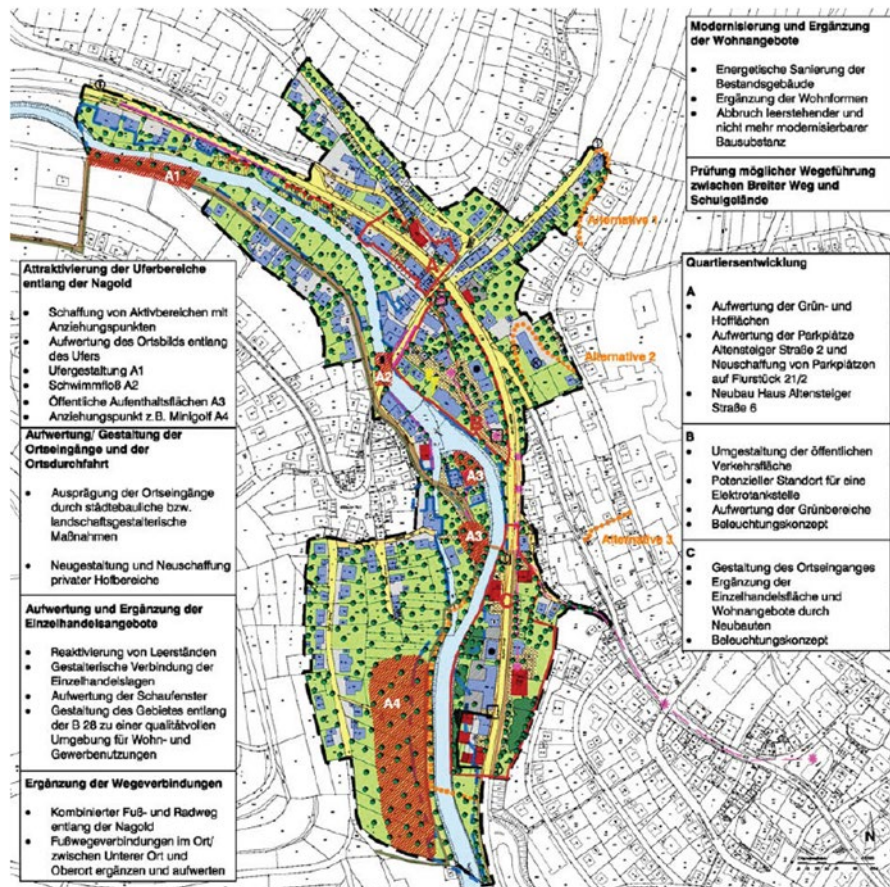 Attraktivierung der Uferbereiche
entlang der Nagold
• Schaffung von Aktivbereichen mit
Anziehungspunkten
• Aufwertung des Ortsbilds entlang
des Ufers
• Ufergestaltung A1
• Schwimmfloß A2
• Öffentliche Aufenthaltsflächen A3
• Anziehungspunkt z.B. Minigolf A4
Aufwertung/ Gestaltung der
Ortseingänge und der
Ortsdurchfahrt
• Ausprägung der Ortseingänge
durch städtebauliche bzw.
landschaftsgestalterische
Maßnahmen
• Neugestaltung und Neuschaffung
privater Hofbereiche
Aufwertung und Ergänzung der
Einzelhandelsangebote
• Reaktivierung von Leerständen
• Gestalterische Verbindung der
Einzelhandelslagen
• Aufwertung der Schaufenster
• Gestaltung des Gebietes entlang
der B 28 zu einer qualitätvollen
Umgebung für Wohn- und
Gewerbenutzungen
Ergänzung der Wegeverbindungen
• Kombinierter Fuß- und Radweg
entlang der Nagold
• Fußwegeverbindungen im Ort/
zwischen Unterer Ort und
Oberort ergänzen und aufwerten
A1
A
A2
B
A3
A3
C
A4
Alternative 1
Alternative 2
Alternative 3
Modernisierung und Ergänzung
der Wohnangebote
• Energetische Sanierung der
Bestandsgebäude
• Ergänzung der Wohnformen
• Abbruch leerstehender und
nicht mehr modernisierbarer
Bausubstanz
Prüfung möglicher Wegeführung
zwischen Breiter Weg und
Schulgelände
Quartiersentwicklung
A
• Aufwertung der Grün- und
Hofflächen
• Aufwertung der Parkplätze
Altensteiger Straße 2 und
Neuschaffung von Parkplätzen
auf Flurstück 21/2
• Neubau Haus Altensteiger
Straße 6
B
• Umgestaltung der öffentlichen
Verkehrsfläche
• Potenzieller Standort für eine
Elektrotankstelle
• Aufwertung der Grünbereiche
• Beleuchtungskonzept
C
• Gestaltung des Ortseinganges
• Ergänzung der
Einzelhandelsfläche und
Wohnangebote durch
Neubauten
• Beleuchtungskonzept
N